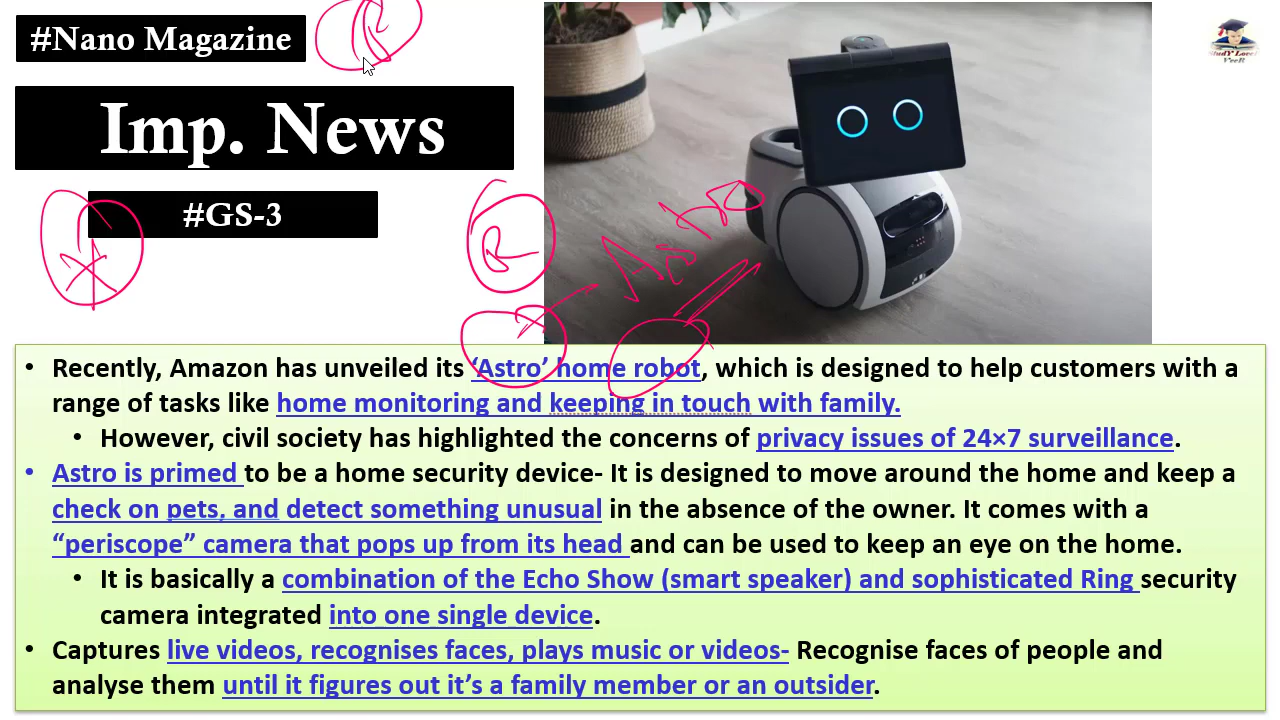 #Nano Magazine
R
Imp. News
#GS-3
R
Astro
• Recently, Amazon has unveiled its ‘Astro’ home robot, which is designed to help customers with a
range of tasks like home monitoring and keeping in touch with family.
• However, civil society has highlighted the concerns of privacy issues of 24×7 surveillance.
• Astro is primed to be a home security device- It is designed to move around the home and keep a
check on pets, and detect something unusual in the absence of the owner. It comes with a
“periscope” camera that pops up from its head and can be used to keep an eye on the home.
• It is basically a combination of the Echo Show (smart speaker) and sophisticated Ring security
camera integrated into one single device.
• Captures live videos, recognises faces, plays music or videos- Recognise faces of people and
analyse them until it figures out it’s a family member or an outsider.